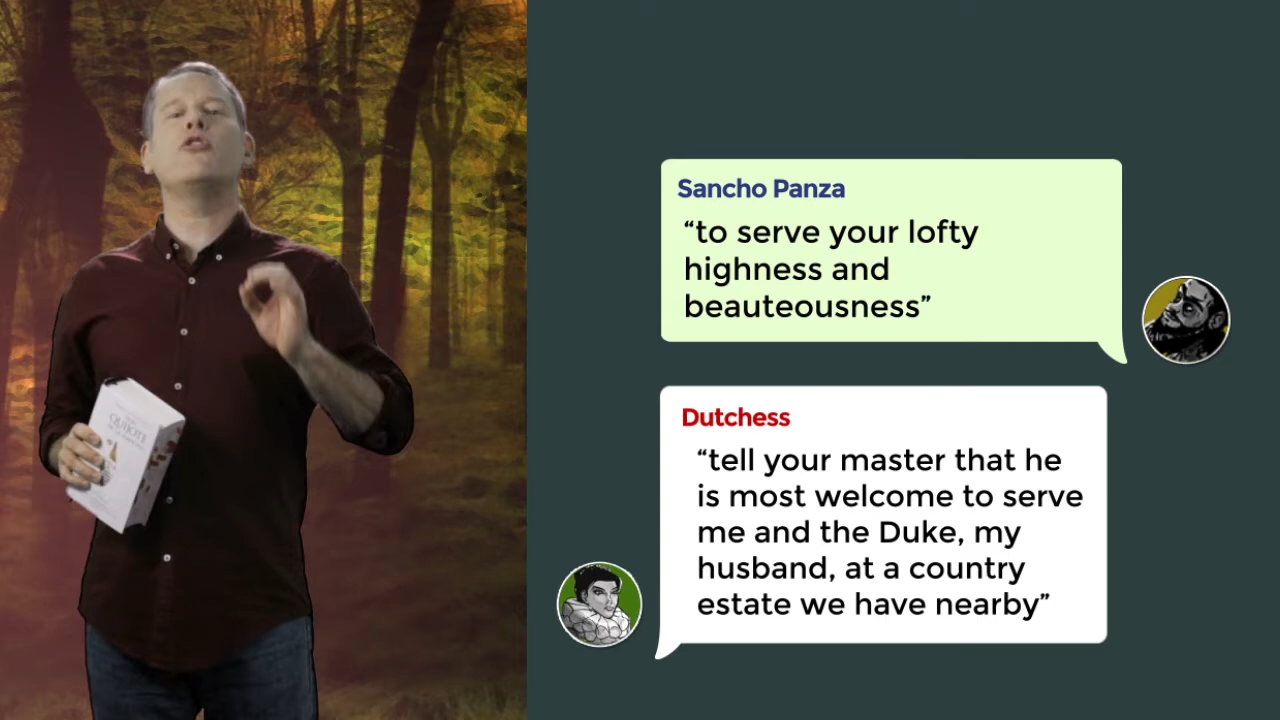 QUIJOTE
Sancho Panza
“to serve your lofty
highness and
beauteousness”
Dutchess
“tell your master that he
is most welcome to serve
me and the Duke, my
husband, at a country
estate we have nearby”